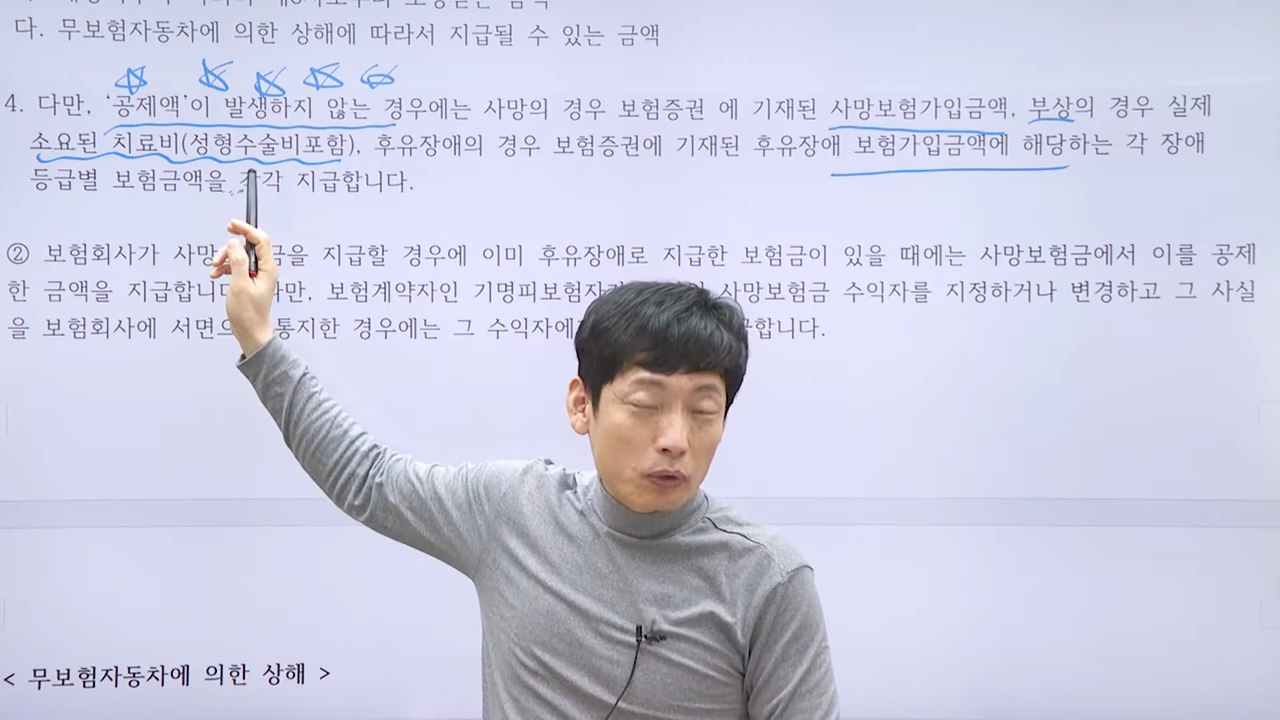 다. 무보험자동차에 의한 상해에 따라서 지급될 수 있는 금액
4. 다만, '공제액'이 발생하지 않는 경우에는 사망의 경우 보험증권 에 기재된 사망보험가입금액, 부상의 경우 실제
소요된 치료비(성형수술비포함), 후유장애의 경우 보험증권에 기재된 후유장애 보험가입금액에 해당하는 각 장애
등급별 보험금액을 각각 지급합니다.
② 보험회사가 사망 금을 지급할 경우에 이미 후유장애로 지급한 보험금이 있을 때에는 사망보험금에서 이를 공제
한 금액을 지급합니다 다만, 보험계약자인 기명피보험자 사망보험금 수익자를 지정하거나 변경하고 그 사실
을 보험회사에 서면으 통지한 경우에는 그 수익자에 급합니다.
< 무보험자동차에 의한 상해 >